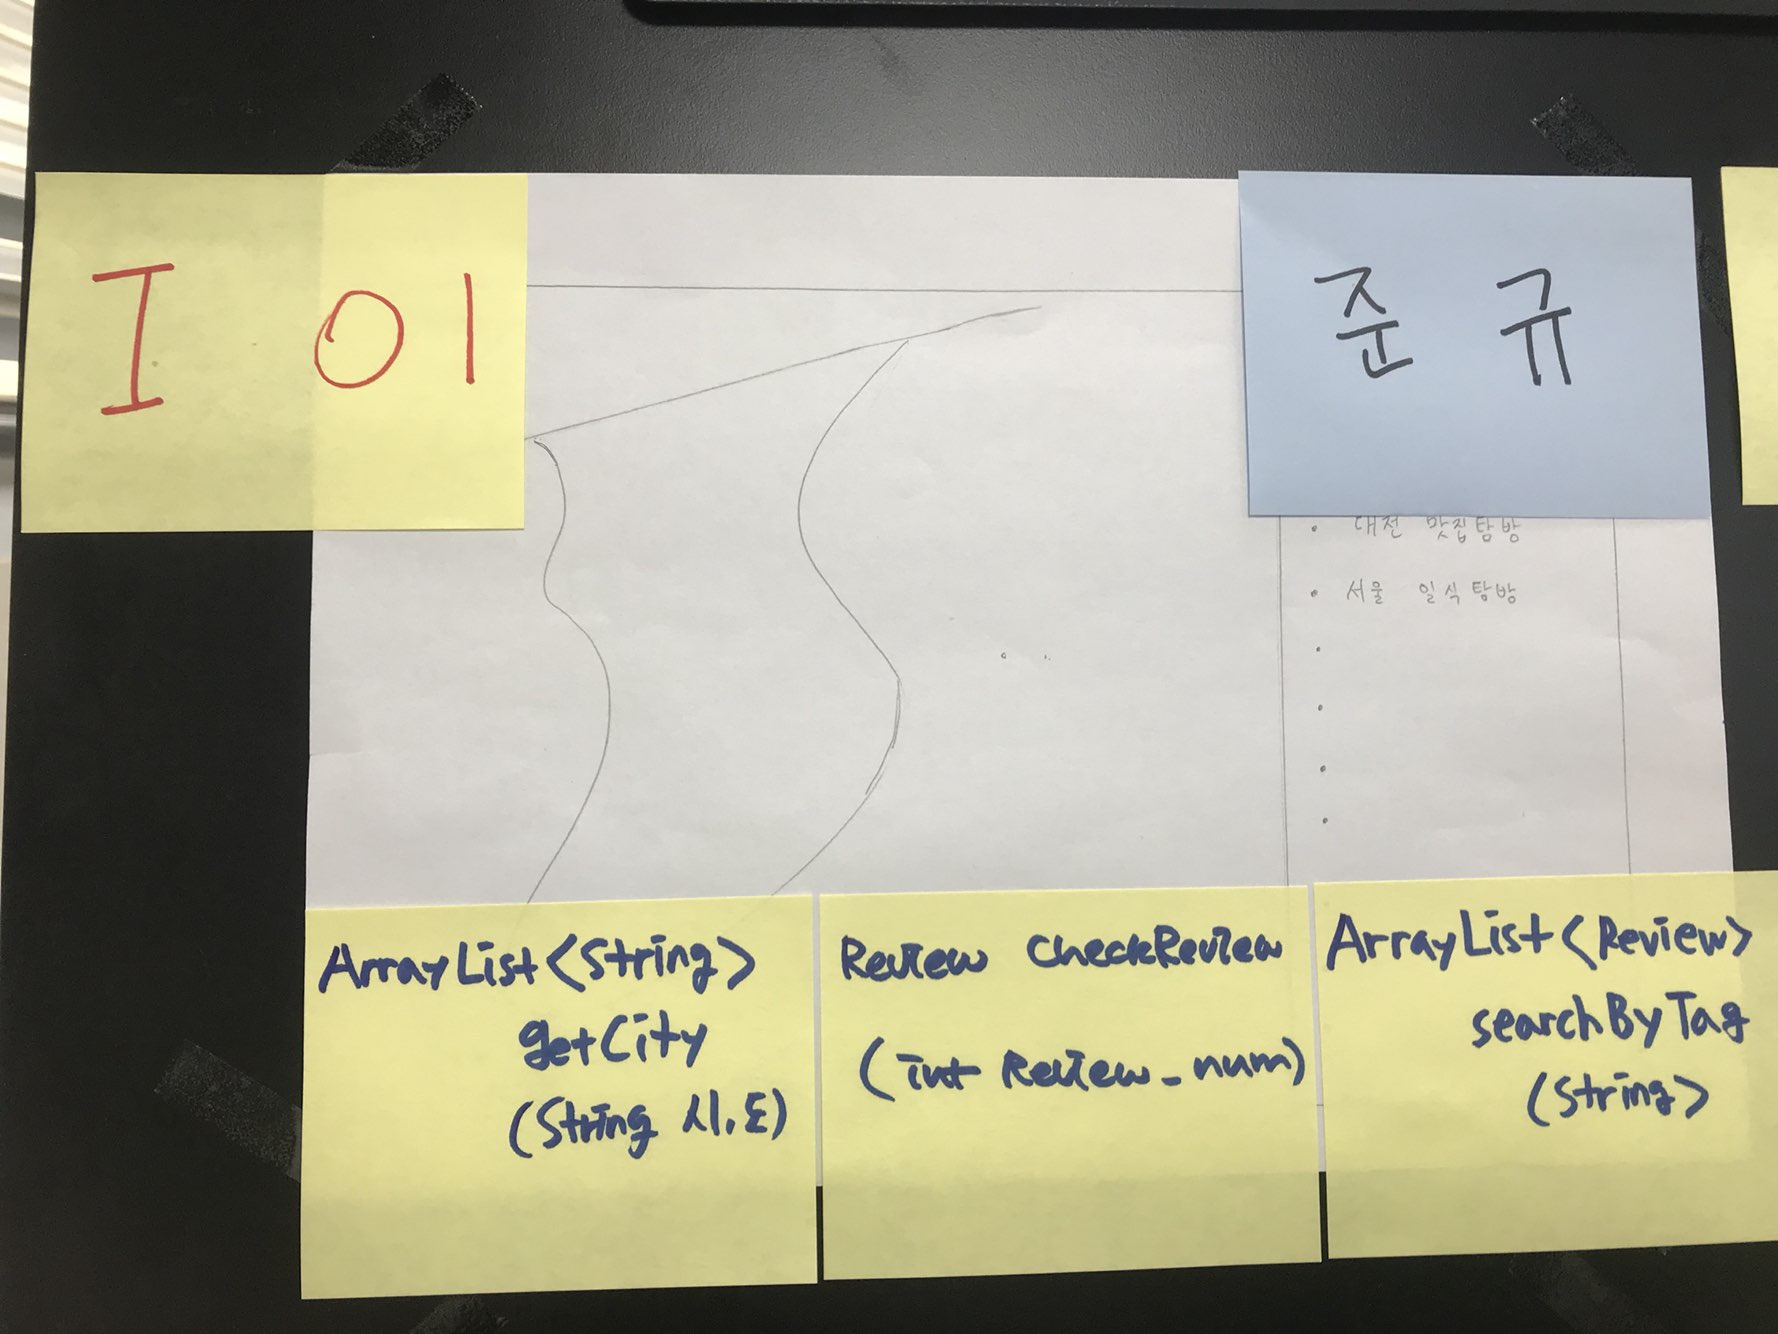 I 01
준 규
· 대전 맛집탐방
· 서울 일식탐방
ArrayList<String>
getCity
(String 시.도)
Review CheckReview
(int Review_num)
ArrayList<Review>
searchByTag
(String>